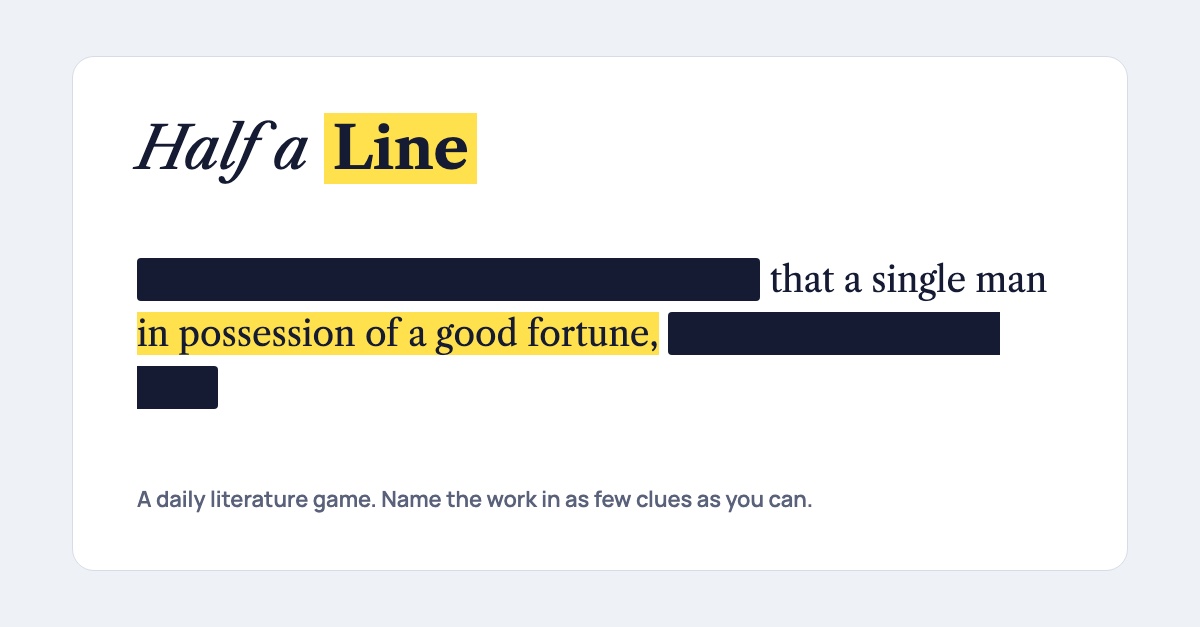 Half a Line
that a single man
in possession of a good fortune,
A daily literature game. Name the work in as few clues as you can.